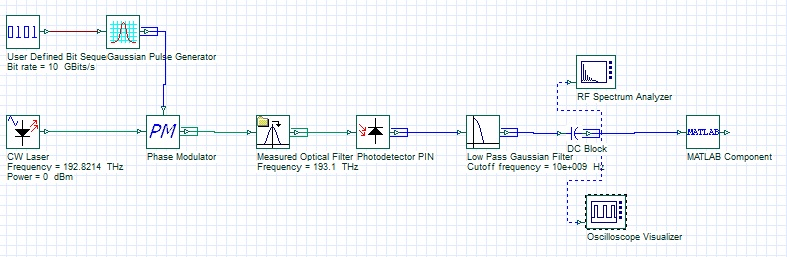 0101
User Defined Bit Seque Gaussian Pulse Generator
Bit rate = 10 GBits/s
RF Spectrum Analyzer
PM
MATLAB
CW Laser
Frequency = 192.8214 THz
Power = 0 dBm
Phase Modulator
Measured Optical Filter
Frequency = 193.1 THz
Photodetector PIN
Low Pass Gaussian Filter
Cutoff frequency = 10e+009 Hz
DC Block
MATLAB Component
Oscilloscope Visualizer